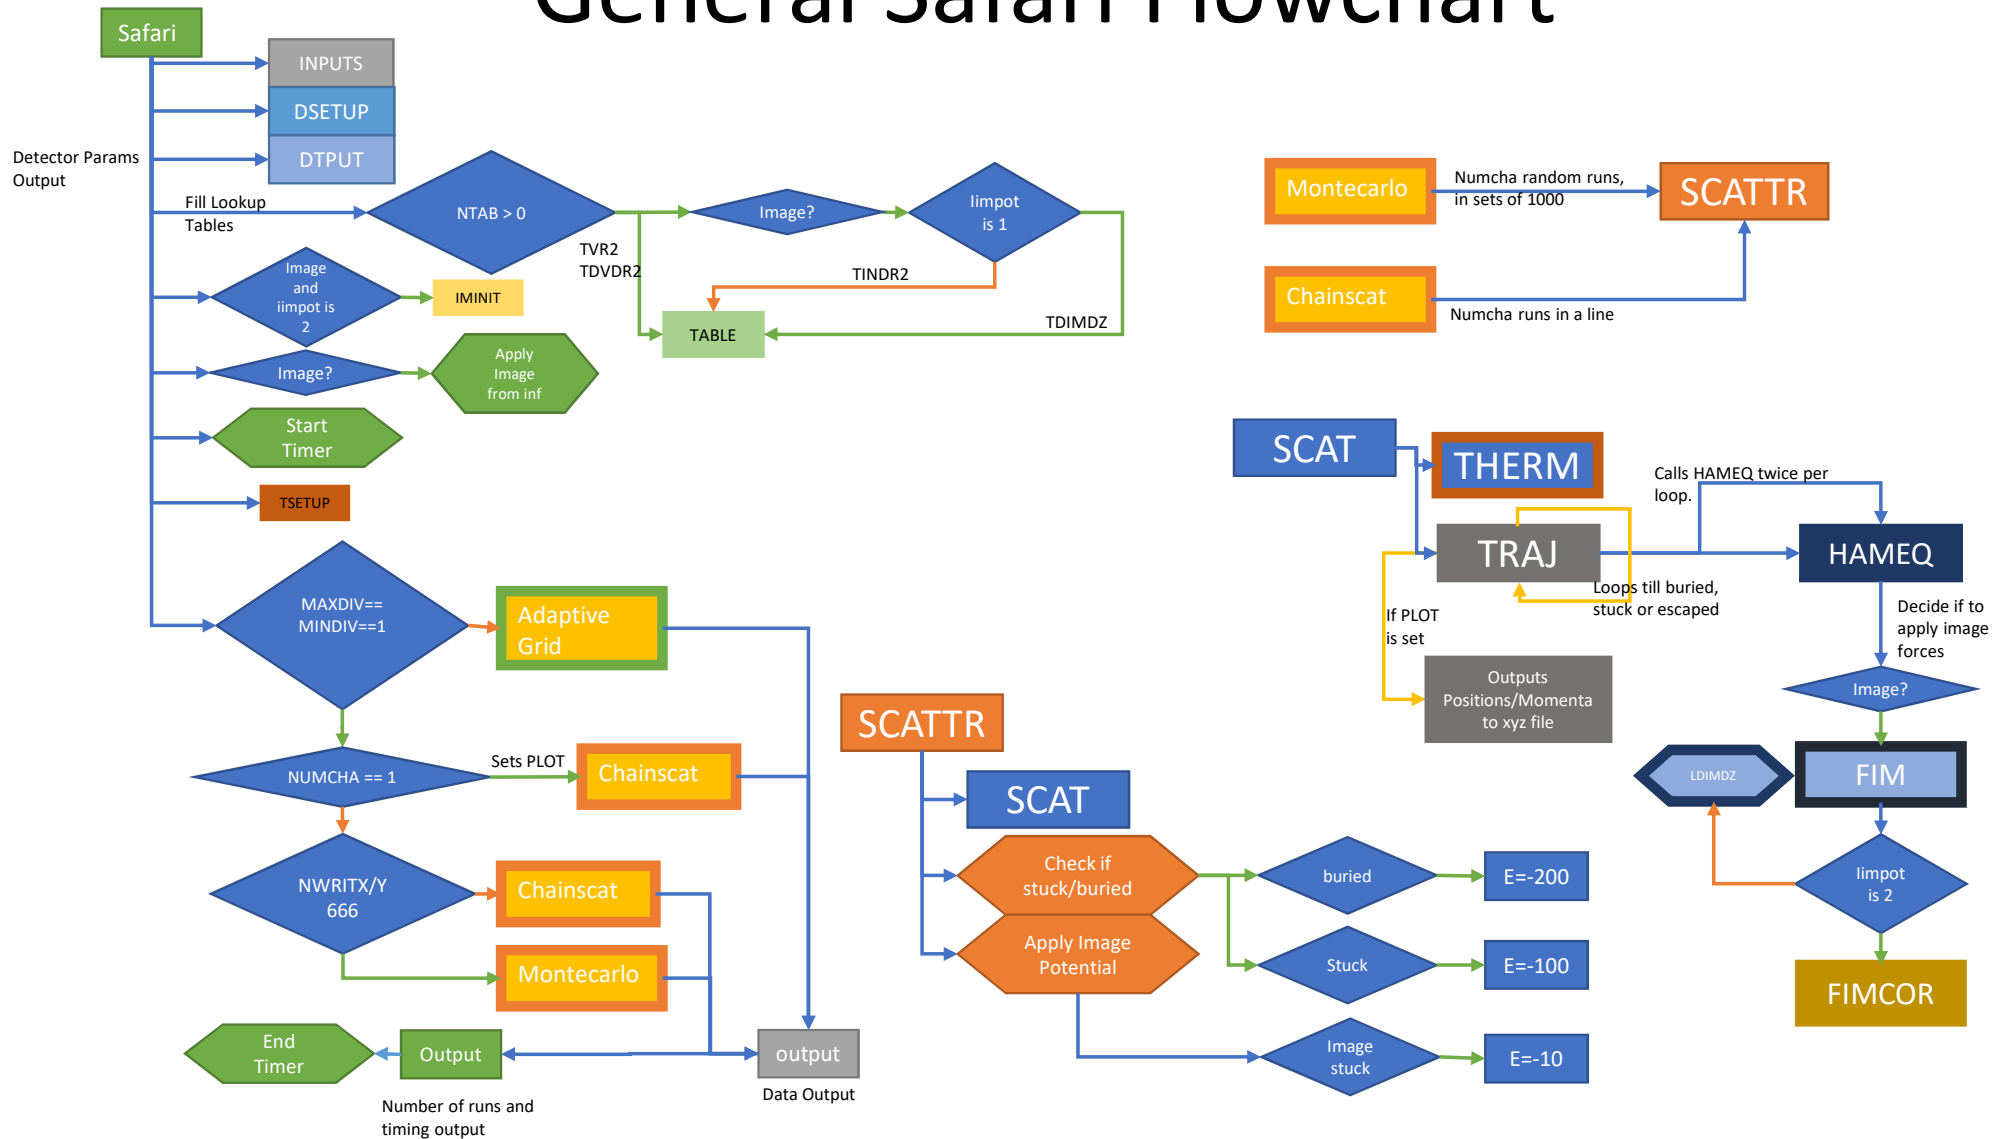 General Safari Flowchart
Safari
INPUTS
DSETUP
DTPUT
Detector Params
Output
Fill Lookup
Tables
NTAB > 0
Image?
Iimpot
is 1
TVR2
TDVDR2
TINDR2
TDIMDZ
TABLE
Image
and
iimpot is
2
IMINIT
Image?
Apply
Image
from inf
Start
Timer
TSETUP
MAXDIV==
MINDIV==1
Adaptive
Grid
NUMCHA == 1
Sets PLOT
Chainscat
NWRITX/Y
666
Chainscat
Montecarlo
End
Timer
Output
output
Data Output
Number of runs and
timing output
Montecarlo
Numcha random runs,
in sets of 1000
SCATTR
Chainscat
Numcha runs in a line
SCAT
THERM
TRAJ
Calls HAMEQ twice per
loop.
HAMEQ
Loops till buried,
stuck or escaped
If PLOT
is set
Outputs
Positions/Momenta
to xyz file
Decide if to
apply image
forces
Image?
LDIMDZ
FIM
Iimpot
is 2
FIMCOR
SCATTR
SCAT
Check if
stuck/buried
Apply Image
Potential
buried
E=-200
Stuck
E=-100
Image
stuck
E=-10